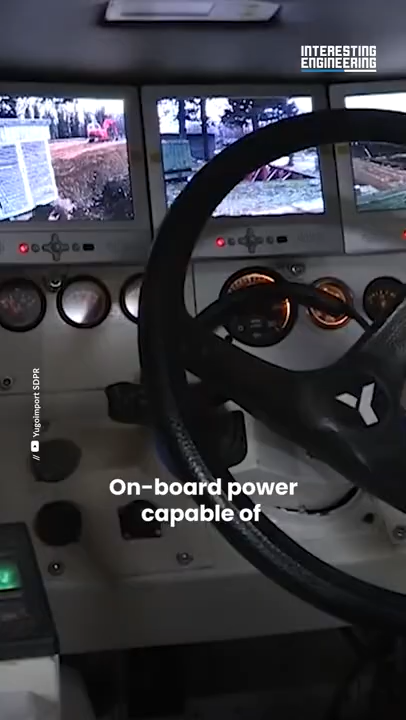 INTERESTING
ENGINEERING
// Yugoimport SDPR
On-board power
capable of